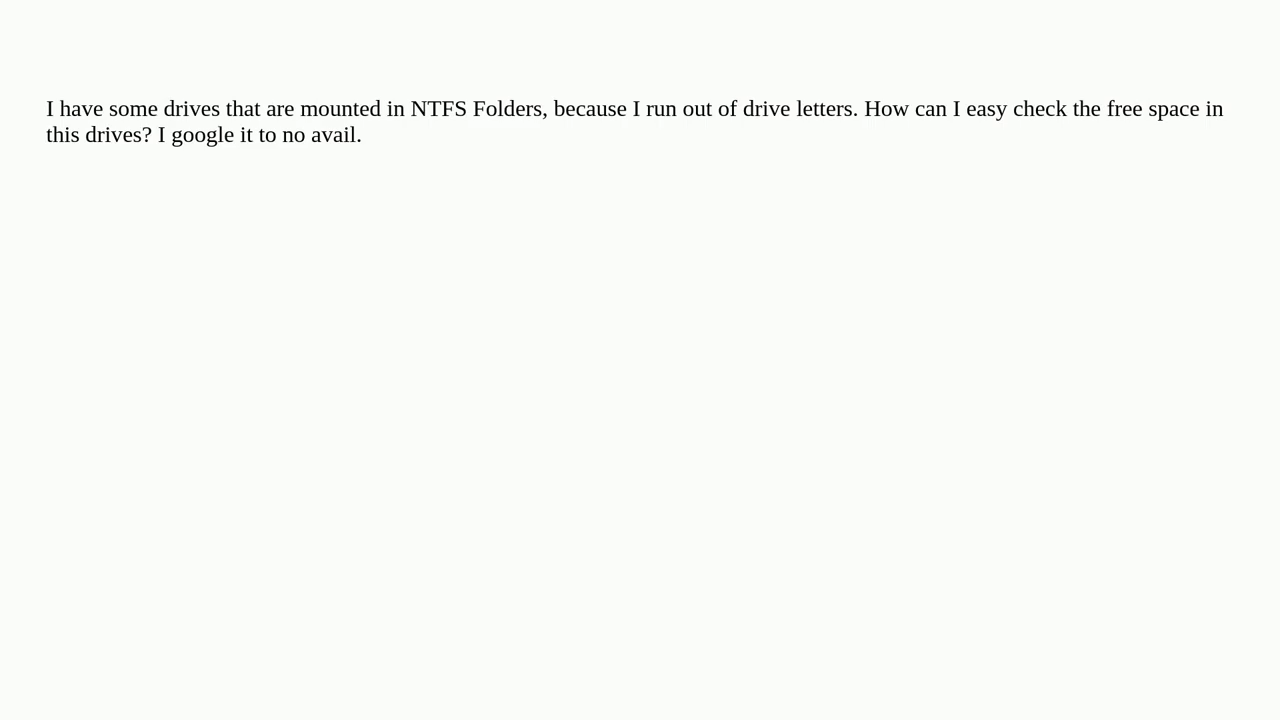 I have some drives that are mounted in NTFS Folders, because I run out of drive letters. How can I easy check the free space in
this drives? I google it to no avail.